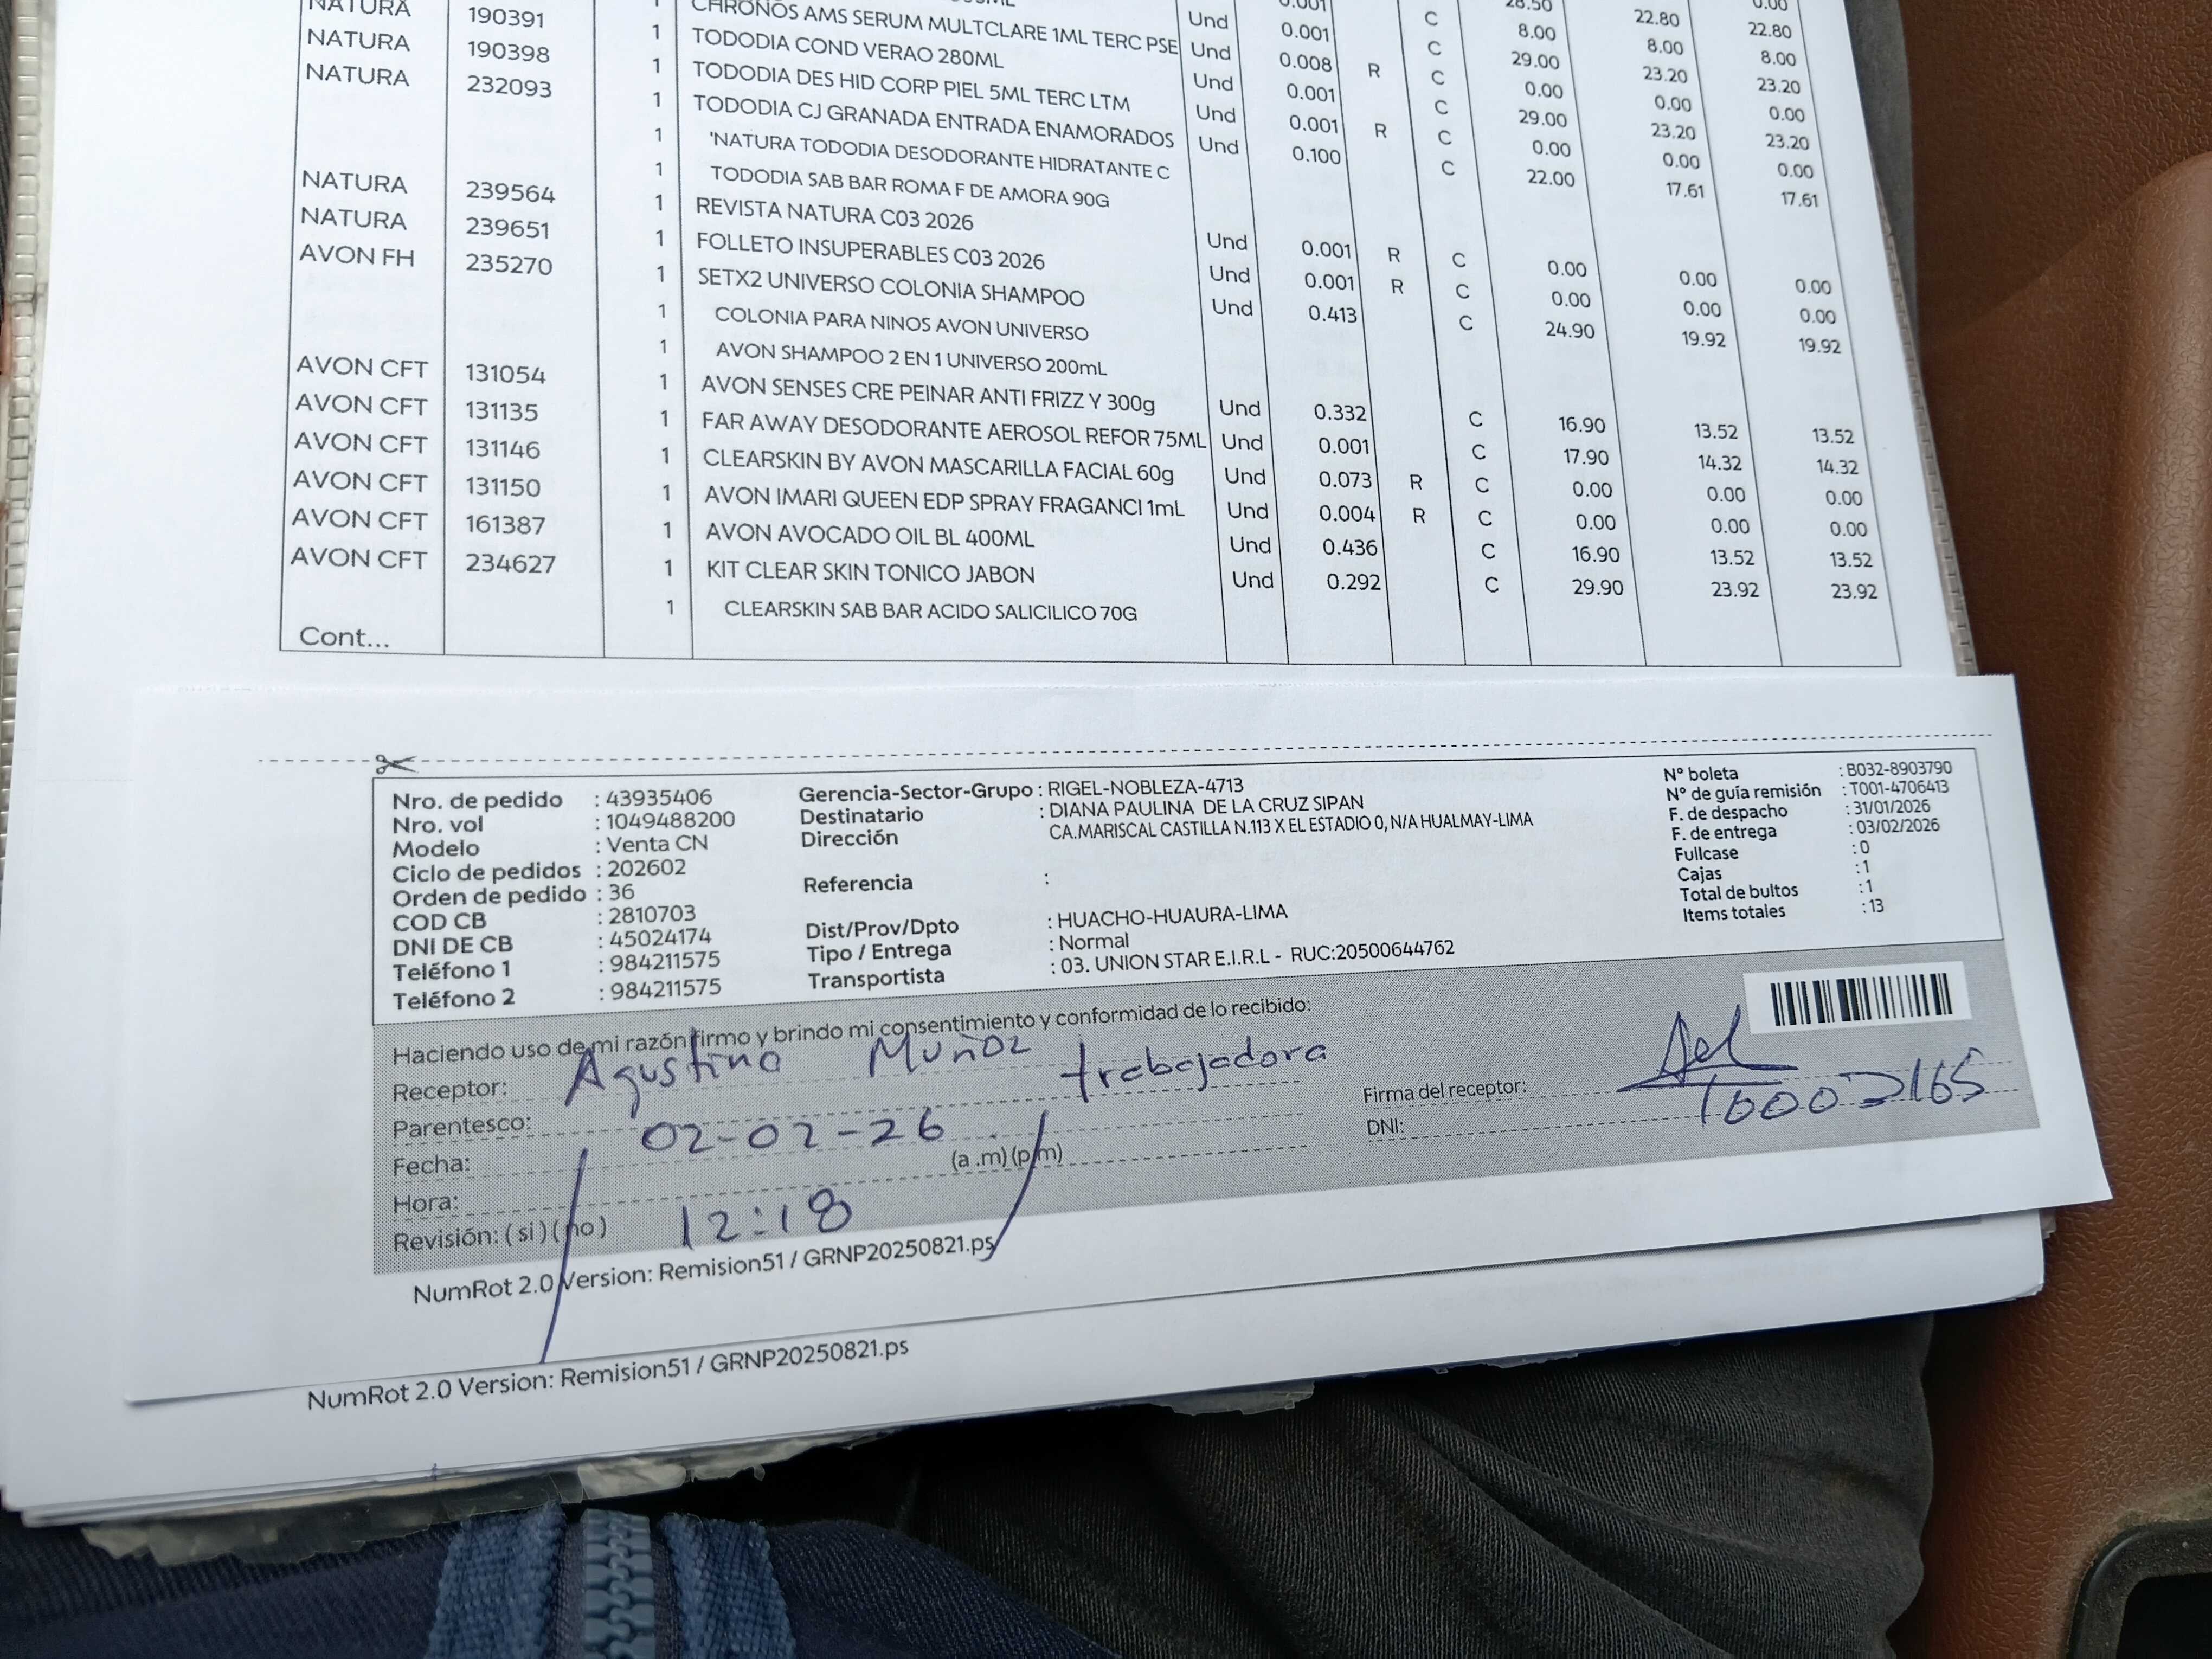 NATURA 190391 1 CHRONOS AMS SERUM MULTCLARE 1ML TERC PSE Und 0.001 C 8.00 8.00 8.00
NATURA 190398 1 TODODIA COND VERAO 280ML Und 0.008 R C 29.00 23.20 23.20
NATURA 232093 1 TODODIA DES HID CORP PIEL 5ML TERC LTM Und 0.001 C 0.00 0.00 0.00
1 TODODIA CJ GRANADA ENTRADA ENAMORADOS Und 0.001 R C 29.00 23.20 23.20
1 'NATURA TODODIA DESODORANTE HIDRATANTE C Und 0.100 C 0.00 0.00 0.00
1 TODODIA SAB BAR ROMA F DE AMORA 90G C 22.00 17.61 17.61
NATURA 239564 1 REVISTA NATURA C03 2026 Und 0.001 R C 0.00 0.00 0.00
NATURA 239651 1 FOLLETO INSUPERABLES C03 2026 Und 0.001 R C 0.00 0.00 0.00
AVON FH 235270 1 SETX2 UNIVERSO COLONIA SHAMPOO Und 0.413 C 24.90 19.92 19.92
1 COLONIA PARA NINOS AVON UNIVERSO
1 AVON SHAMPOO 2 EN 1 UNIVERSO 200mL
AVON CFT 131054 1 AVON SENSES CRE PEINAR ANTI FRIZZ Y 300g Und 0.332 C 16.90 13.52 13.52
AVON CFT 131135 1 FAR AWAY DESODORANTE AEROSOL REFOR 75ML Und 0.001 C 17.90 14.32 14.32
AVON CFT 131146 1 CLEARSKIN BY AVON MASCARILLA FACIAL 60g Und 0.073 R C 0.00 0.00 0.00
AVON CFT 131150 1 AVON IMARI QUEEN EDP SPRAY FRAGANCI 1mL Und 0.004 R C 0.00 0.00 0.00
AVON CFT 161387 1 AVON AVOCADO OIL BL 400ML Und 0.436 C 16.90 13.52 13.52
AVON CFT 234627 1 KIT CLEAR SKIN TONICO JABON Und 0.292 C 29.90 23.92 23.92
1 CLEARSKIN SAB BAR ACIDO SALICILICO 70G
Cont...
Nro. de pedido : 43935406 Gerencia-Sector-Grupo : RIGEL-NOBLEZA-4713 N° boleta : B032-8903790
Nro. vol : 1049488200 Destinatario : DIANA PAULINA DE LA CRUZ SIPAN N° de guía remisión : T001-4706413
Modelo : Venta CN Dirección CA.MARISCAL CASTILLA N.113 X EL ESTADIO 0, N/A HUALMAY-LIMA F. de despacho : 31/01/2026
Ciclo de pedidos : 202602 F. de entrega : 03/02/2026
Orden de pedido : 36 Referencia : Fullcase : 0
COD CB : 2810703 Cajas : 1
DNI DE CB : 45024174 Dist/Prov/Dpto : HUACHO-HUAURA-LIMA Total de bultos : 1
Teléfono 1 : 984211575 Tipo / Entrega : Normal Items totales : 13
Teléfono 2 : 984211575 Transportista : 03. UNION STAR E.I.R.L - RUC:20500644762
Haciendo uso de mi razón firmo y brindo mi consentimiento y conformidad de lo recibido:
Receptor: Agustina Muñoz
Parentesco: trabajadora Firma del receptor:
Fecha: 02-02-26 DNI:
Hora: (a .m) (p.m)
Revisión: ( si ) ( no ) 12:18
NumRot 2.0 Version: Remision51 / GRNP20250821.ps
NumRot 2.0 Version: Remision51 / GRNP20250821.ps